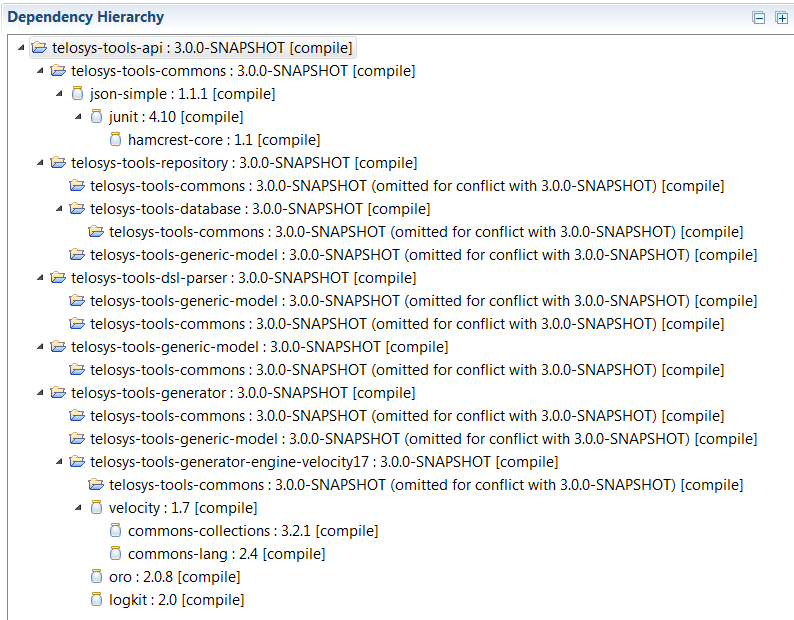 Dependency Hierarchy
telosys-tools-api : 3.0.0-SNAPSHOT [compile]
telosys-tools-commons : 3.0.0-SNAPSHOT [compile]
json-simple : 1.1.1 [compile]
junit : 4.10 [compile]
hamcrest-core : 1.1 [compile]
telosys-tools-repository : 3.0.0-SNAPSHOT [compile]
telosys-tools-commons : 3.0.0-SNAPSHOT (omitted for conflict with 3.0.0-SNAPSHOT) [compile]
telosys-tools-database : 3.0.0-SNAPSHOT [compile]
telosys-tools-commons : 3.0.0-SNAPSHOT (omitted for conflict with 3.0.0-SNAPSHOT) [compile]
telosys-tools-generic-model : 3.0.0-SNAPSHOT (omitted for conflict with 3.0.0-SNAPSHOT) [compile]
telosys-tools-dsl-parser : 3.0.0-SNAPSHOT [compile]
telosys-tools-generic-model : 3.0.0-SNAPSHOT (omitted for conflict with 3.0.0-SNAPSHOT) [compile]
telosys-tools-commons : 3.0.0-SNAPSHOT (omitted for conflict with 3.0.0-SNAPSHOT) [compile]
telosys-tools-generic-model : 3.0.0-SNAPSHOT [compile]
telosys-tools-commons : 3.0.0-SNAPSHOT (omitted for conflict with 3.0.0-SNAPSHOT) [compile]
telosys-tools-generator : 3.0.0-SNAPSHOT [compile]
telosys-tools-commons : 3.0.0-SNAPSHOT (omitted for conflict with 3.0.0-SNAPSHOT) [compile]
telosys-tools-generic-model : 3.0.0-SNAPSHOT (omitted for conflict with 3.0.0-SNAPSHOT) [compile]
telosys-tools-generator-engine-velocity17 : 3.0.0-SNAPSHOT [compile]
telosys-tools-commons : 3.0.0-SNAPSHOT (omitted for conflict with 3.0.0-SNAPSHOT) [compile]
velocity : 1.7 [compile]
commons-collections : 3.2.1 [compile]
commons-lang : 2.4 [compile]
oro : 2.0.8 [compile]
logkit : 2.0 [compile]